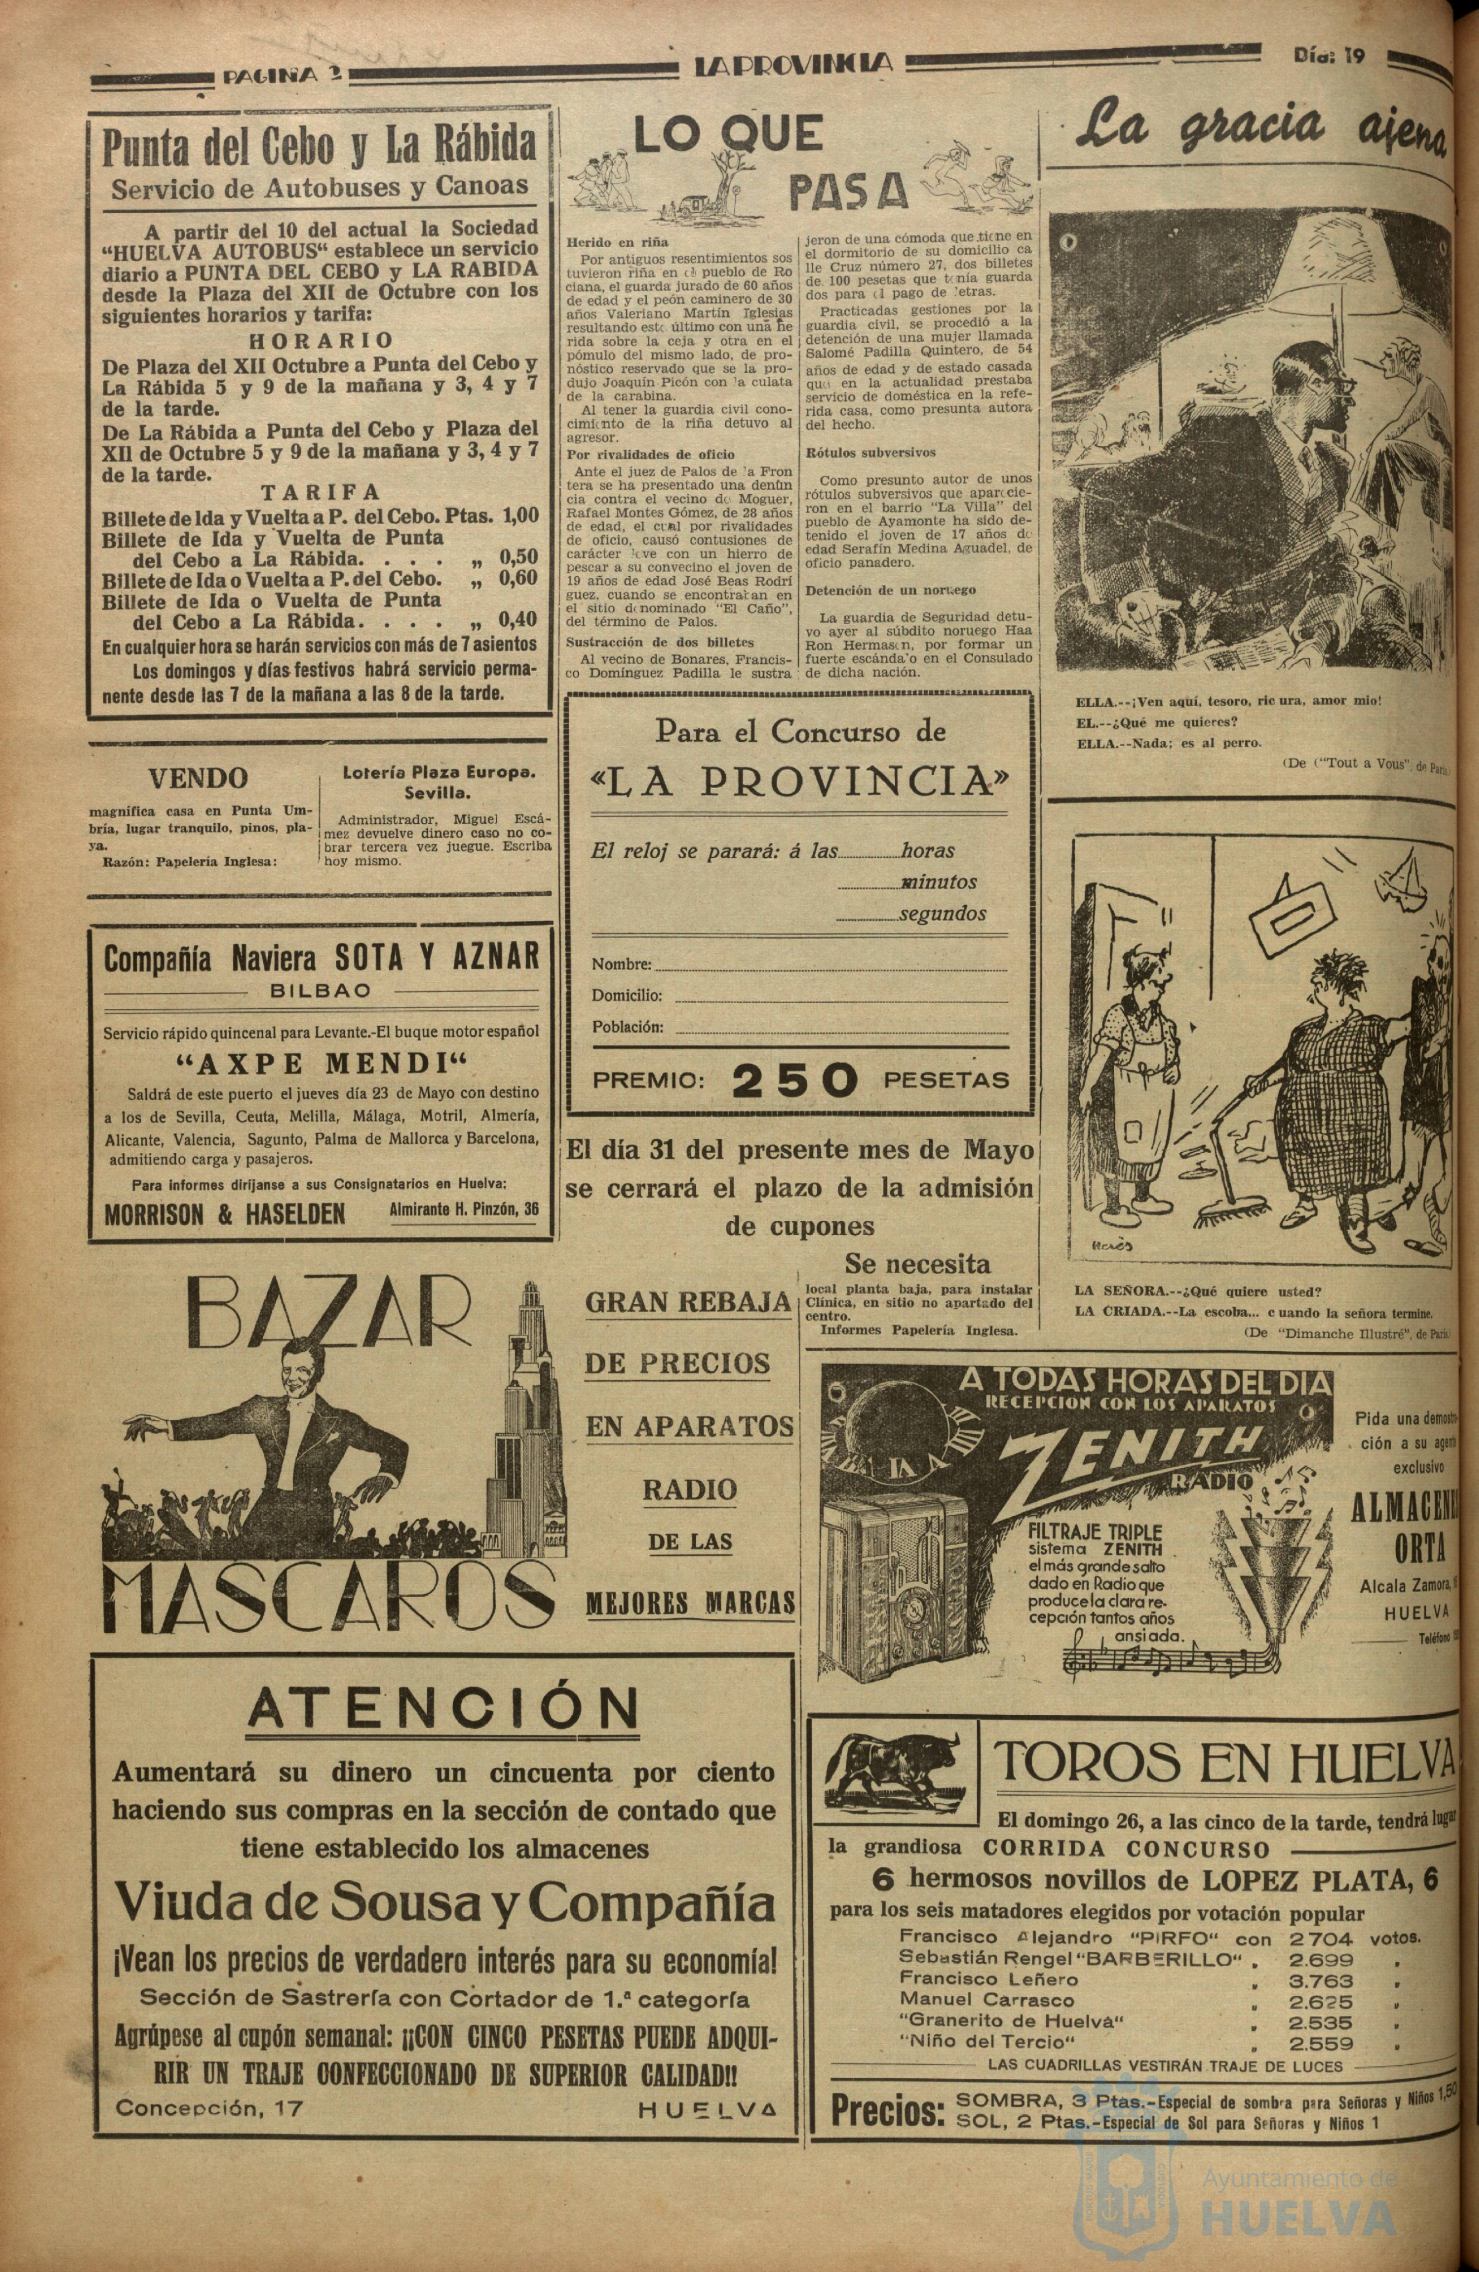 PAGINA 2
LA PROVINCIA
Día: 19
Punta del Cebo y La Rábida
Servicio de Autobuses y Canoas
A partir del 10 del actual la Sociedad
"HUELVA AUTOBUS" establece un servicio
diario a PUNTA DEL CEBO y LA RABIDA
desde la Plaza del XII de Octubre con los
siguientes horarios y tarifa:
HORARIO
De Plaza del XII Octubre a Punta del Cebo y
La Rábida 5 y 9 de la mañana y 3, 4 y 7
de la tarde.
De La Rábida a Punta del Cebo y Plaza del
XII de Octubre 5 y 9 de la mañana y 3, 4 y 7
de la tarde.
TARIFA
Billete de Ida y Vuelta a P. del Cebo. Ptas. 1,00
Billete de Ida y Vuelta de Punta
del Cebo a La Rábida. . . . „ 0,50
Billete de Ida o Vuelta a P. del Cebo. „ 0,60
Billete de Ida o Vuelta de Punta
del Cebo a La Rábida. . . . „ 0,40
En cualquier hora se harán servicios con más de 7 asientos
Los domingos y días festivos habrá servicio perma-
nente desde las 7 de la mañana a las 8 de la tarde.
VENDO
magnífica casa en Punta Um-
bría, lugar tranquilo, pinos, pla-
ya.
Razón: Papelería Inglesa:
Lotería Plaza Europa.
Sevilla.
Administrador, Miguel Escá-
mez devuelve dinero caso no co-
brar tercera vez juegue. Escriba
hoy mismo.
Compañía Naviera SOTA Y AZNAR
BILBAO
Servicio rápido quincenal para Levante.-El buque motor español
"AXPE MENDI"
Saldrá de este puerto el jueves día 23 de Mayo con destino
a los de Sevilla, Ceuta, Melilla, Málaga, Motril, Almería,
Alicante, Valencia, Sagunto, Palma de Mallorca y Barcelona,
admitiendo carga y pasajeros.
Para informes diríjanse a sus Consignatarios en Huelva:
MORRISON & HASELDEN Almirante H. Pinzón, 36
LO QUE
PASA
Herido en riña
Por antiguos resentimientos sos
tuvieron riña en el pueblo de Ro
ciana, el guarda jurado de 60 años
de edad y el peón caminero de 30
años Valeriano Martín Iglesias
resultando este último con una he
rida sobre la ceja y otra en el
pómulo del mismo lado, de pro-
nóstico reservado que se la pro-
dujo Joaquín Picón con la culata
de la carabina.
Al tener la guardia civil cono-
cimiento de la riña detuvo al
agresor.
Por rivalidades de oficio
Ante el juez de Palos de la Fron
tera se ha presentado una denún
cia contra el vecino de Moguer,
Rafael Montes Gómez, de 28 años
de edad, el cual por rivalidades
de oficio, causó contusiones de
carácter leve con un hierro de
pescar a su convecino el joven de
19 años de edad José Beas Rodrí
guez, cuando se encontraban en
el sitio denominado "El Caño",
del término de Palos.
Sustracción de dos billetes
Al vecino de Bonares, Francis-
co Domínguez Padilla le sustra
jeron de una cómoda que tiene en
el dormitorio de su domicilio ca
lle Cruz número 27, dos billetes
de 100 pesetas que tenía guarda
dos para el pago de letras.
Practicadas gestiones por la
guardia civil, se procedió a la
detención de una mujer llamada
Salomé Padilla Quintero, de 54
años de edad y de estado casada
que en la actualidad prestaba
servicio de doméstica en la refe-
rida casa, como presunta autora
del hecho.
Rótulos subversivos
Como presunto autor de unos
rótulos subversivos que aparecie-
ron en el barrio "La Villa" del
pueblo de Ayamonte ha sido de-
tenido el joven de 17 años de
edad Serafín Medina Aguadel, de
oficio panadero.
Detención de un noruego
La guardia de Seguridad detu-
vo ayer al súbdito noruego Haa
Ron Hermasen, por formar un
fuerte escándalo en el Consulado
de dicha nación.
Para el Concurso de
«LA PROVINCIA»
El reloj se parará: á las............horas
............minutos
............segundos
Nombre:
Domicilio:
Población:
PREMIO: 250 PESETAS
El día 31 del presente mes de Mayo
se cerrará el plazo de la admisión
de cupones
Se necesita
local planta baja, para instalar
Clínica, en sitio no apartado del
centro.
Informes Papelería Inglesa.
La gracia ajena
ELLA.--¡Ven aquí, tesoro, ricura, amor mio!
EL.--¿Qué me quieres?
ELLA.--Nada; es al perro.
(De ("Tout a Vous", de París)
Herès
LA SEÑORA.--¿Qué quiere usted?
LA CRIADA.--La escoba... cuando la señora termine.
(De "Dimanche Illustré", de París)
BAZAR
MASCAROS
GRAN REBAJA
DE PRECIOS
EN APARATOS
RADIO
DE LAS
MEJORES MARCAS
A TODAS HORAS DEL DIA
RECEPCION CON LOS APARATOS
ZENITH
RADIO
FILTRAJE TRIPLE
sistema ZENITH
el más grande salto
dado en Radio que
produce la clara re-
cepción tantos años
ansiada.
Pida una demostra-
ción a su agente
exclusivo
ALMACENES
ORTA
Alcala Zamora,
HUELVA
Teléfono
ATENCIÓN
Aumentará su dinero un cincuenta por ciento
haciendo sus compras en la sección de contado que
tiene establecido los almacenes
Viuda de Sousa y Compañía
¡Vean los precios de verdadero interés para su economía!
Sección de Sastrería con Cortador de 1.ª categoría
Agrúpese al cupón semanal: ¡¡CON CINCO PESETAS PUEDE ADQUI-
RIR UN TRAJE CONFECCIONADO DE SUPERIOR CALIDAD!!
Concepción, 17 HUELVA
TOROS EN HUELVA
El domingo 26, a las cinco de la tarde, tendrá lugar
la grandiosa CORRIDA CONCURSO
6 hermosos novillos de LOPEZ PLATA, 6
para los seis matadores elegidos por votación popular
Francisco Alejandro "PIRFO" con 2704 votos.
Sebastián Rengel "BARBERILLO" „ 2.699 „
Francisco Leñero „ 3.763 „
Manuel Carrasco „ 2.625 „
"Granerito de Huelva" „ 2.535 „
"Niño del Tercio" „ 2.559 „
LAS CUADRILLAS VESTIRÁN TRAJE DE LUCES
Precios: SOMBRA, 3 Ptas.-Especial de sombra para Señoras y Niños 1,50
SOL, 2 Ptas.-Especial de Sol para Señoras y Niños 1
Ayuntamiento de
HUELVA